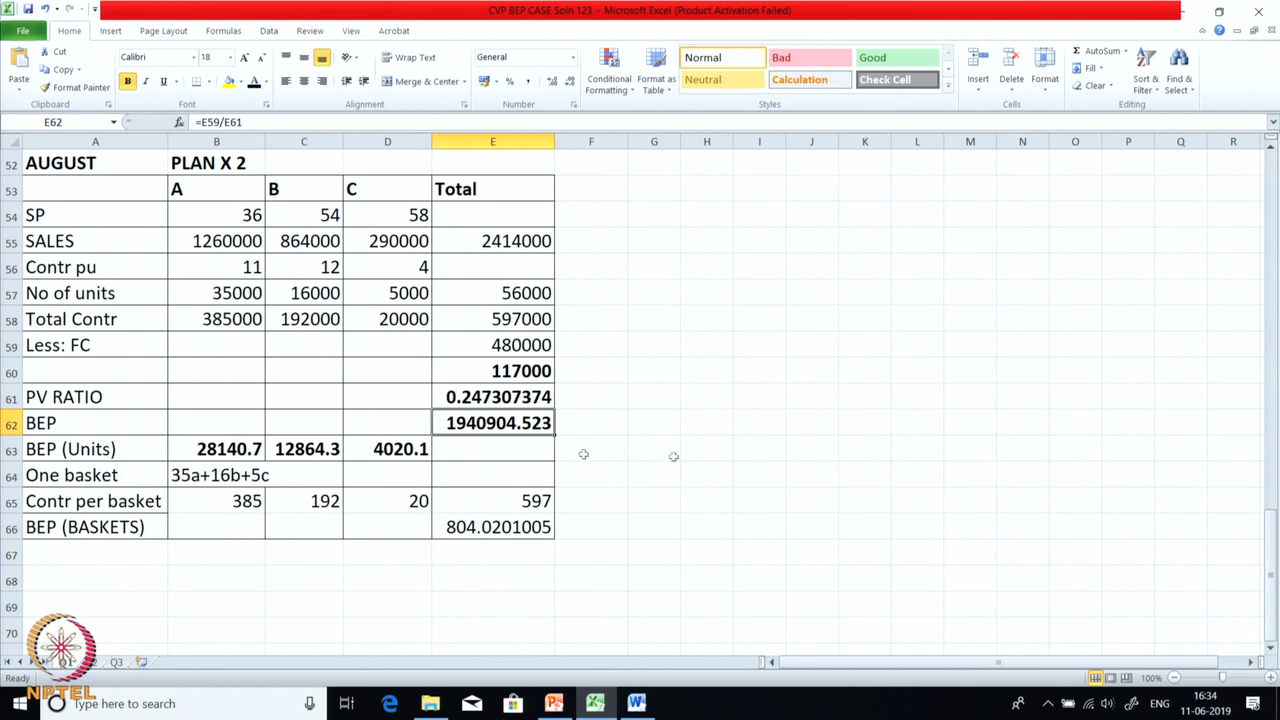 CVP BEP CASE Soln 123 - Microsoft Excel (Product Activation Failed)
File Home Insert Page Layout Formulas Data Review View Acrobat
Cut Calibri 18 Wrap Text General Normal Bad Good AutoSum
Copy Paste Format Painter B I U Merge & Center Conditional Formatting Format as Table Neutral Calculation Check Cell Insert Delete Format Fill Clear Sort & Filter Find & Select
Clipboard Font Alignment Number Styles Cells Editing
E62 fx =E59/E61
A B C D E F G H I J K L M N O P Q R
52 AUGUST PLAN X 2
53 A B C Total
54 SP 36 54 58
55 SALES 1260000 864000 290000 2414000
56 Contr pu 11 12 4
57 No of units 35000 16000 5000 56000
58 Total Contr 385000 192000 20000 597000
59 Less: FC 480000
60 117000
61 PV RATIO 0.247307374
62 BEP 1940904.523
63 BEP (Units) 28140.7 12864.3 4020.1
64 One basket 35a+16b+5c
65 Contr per basket 385 192 20 597
66 BEP (BASKETS) 804.0201005
67
68
69
70
Q1 Q3
Ready 100%
NPTEL
Type here to search ENG 16:34
11-06-2019